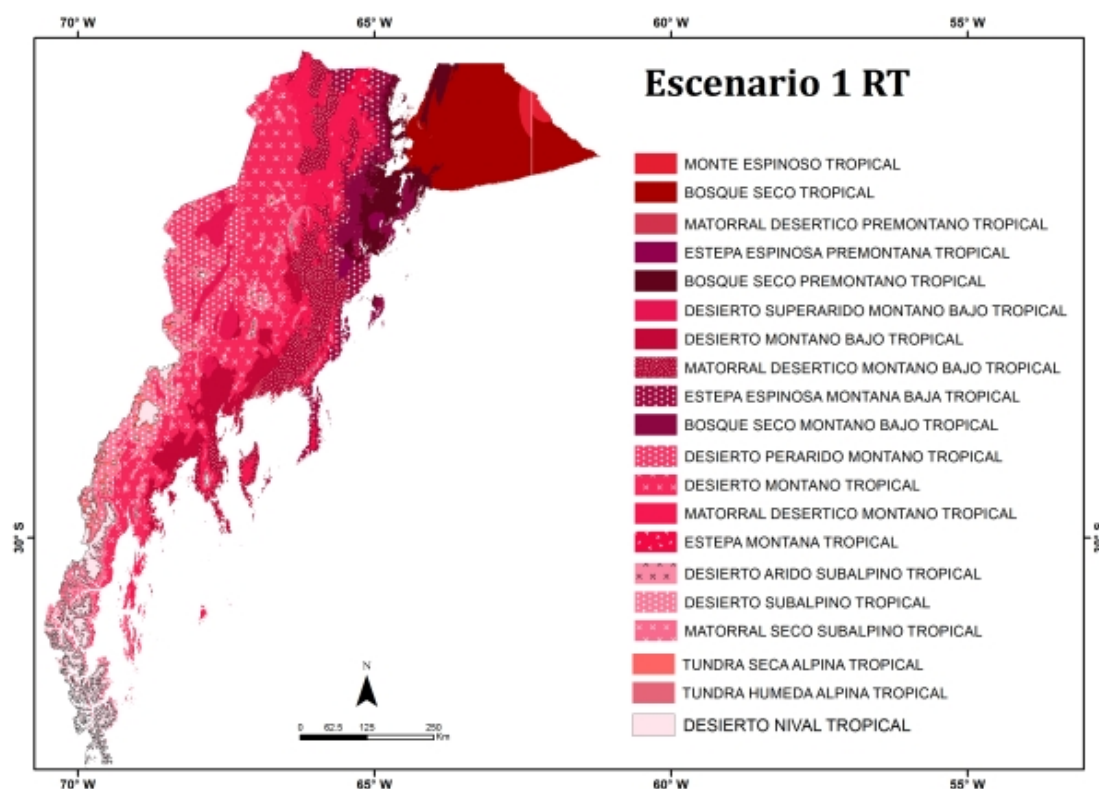 70° W
65° W
60° W
55° W
Escenario 1 RT
MONTE ESPINOSO TROPICAL
BOSQUE SECO TROPICAL
MATORRAL DESERTICO PREMONTANO TROPICAL
ESTEPA ESPINOSA PREMONTANA TROPICAL
BOSQUE SECO PREMONTANO TROPICAL
DESIERTO SUPERARIDO MONTANO BAJO TROPICAL
DESIERTO MONTANO BAJO TROPICAL
MATORRAL DESERTICO MONTANO BAJO TROPICAL
ESTEPA ESPINOSA MONTANA BAJA TROPICAL
BOSQUE SECO MONTANO BAJO TROPICAL
DESIERTO PERARIDO MONTANO TROPICAL
DESIERTO MONTANO TROPICAL
MATORRAL DESERTICO MONTANO TROPICAL
30° S
30° S
ESTEPA MONTANA TROPICAL
DESIERTO ARIDO SUBALPINO TROPICAL
DESIERTO SUBALPINO TROPICAL
MATORRAL SECO SUBALPINO TROPICAL
TUNDRA SECA ALPINA TROPICAL
TUNDRA HUMEDA ALPINA TROPICAL
DESIERTO NIVAL TROPICAL
N
0 62.5 125 250
Km
70° W
65° W
60° W
55° W